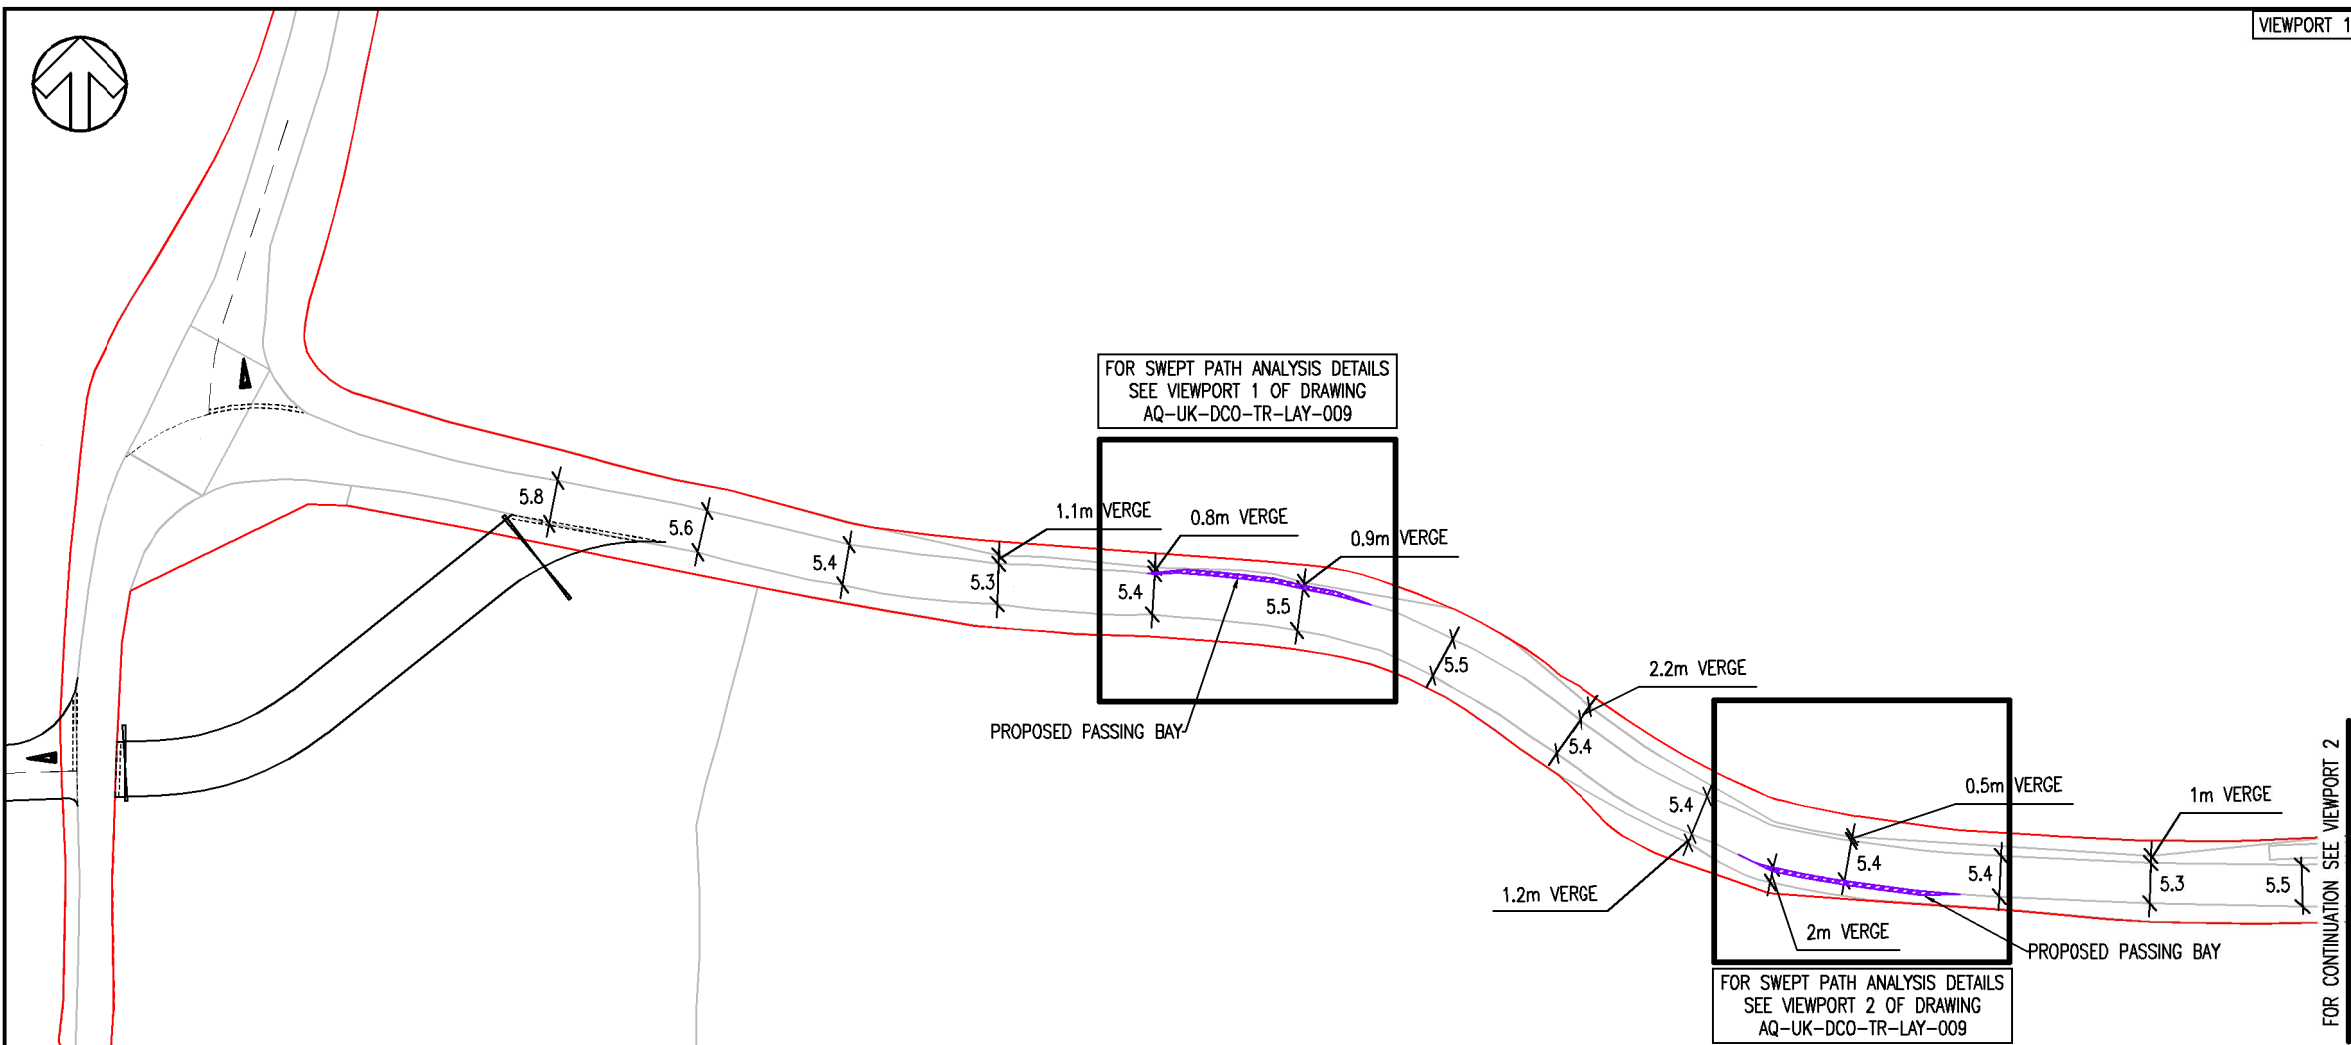 VIEWPORT 1
FOR SWEPT PATH ANALYSIS DETAILS
SEE VIEWPORT 1 OF DRAWING
AQ-UK-DCO-TR-LAY-009
5.8
5.6
5.4
1.1m VERGE
5.3
0.8m VERGE
5.4
0.9m VERGE
5.5
PROPOSED PASSING BAY
5.5
2.2m VERGE
5.4
5.4
1.2m VERGE
0.5m VERGE
5.4
2m VERGE
5.4
1m VERGE
5.3
5.5
PROPOSED PASSING BAY
FOR SWEPT PATH ANALYSIS DETAILS
SEE VIEWPORT 2 OF DRAWING
AQ-UK-DCO-TR-LAY-009
FOR CONTINUATION SEE VIEWPORT 2